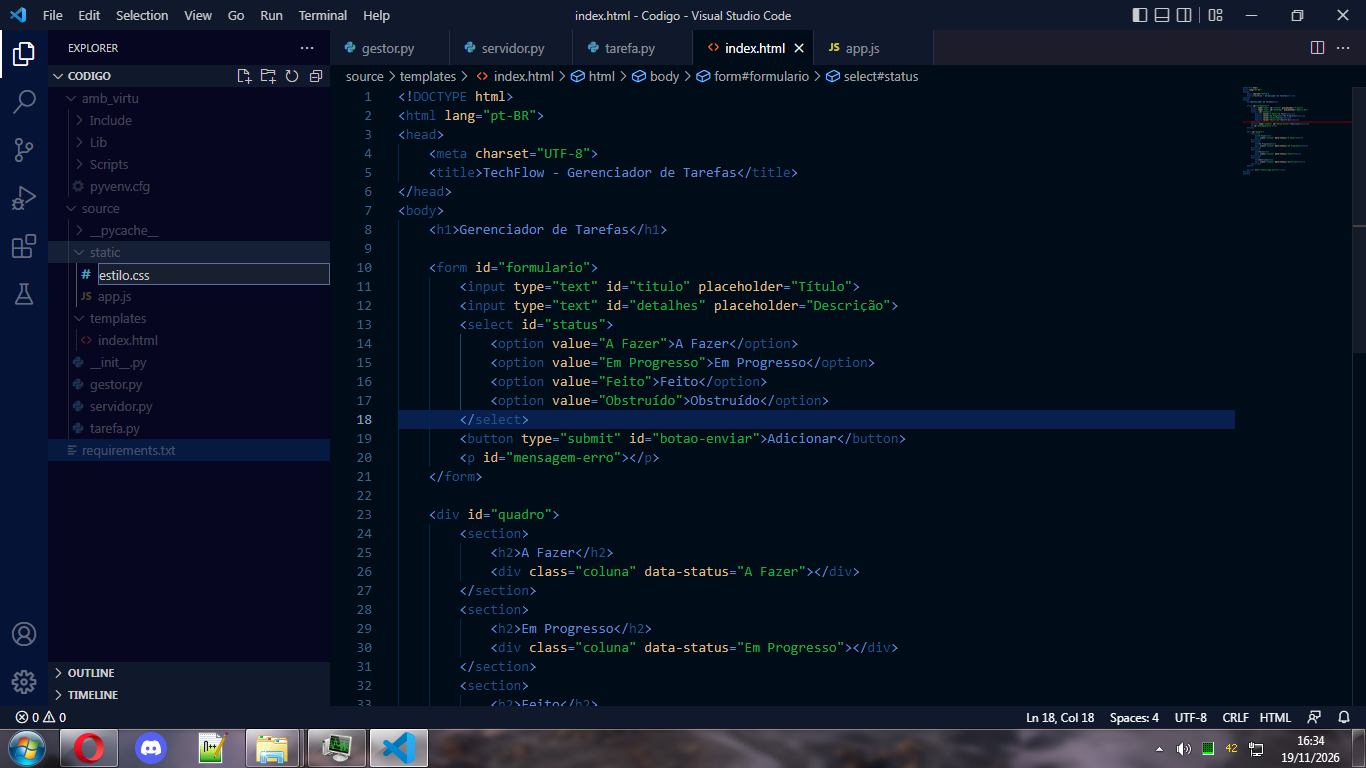 File Edit Selection View Go Run Terminal Help
index.html - Codigo - Visual Studio Code
EXPLORER
CODIGO
amb_virtu
Include
Lib
Scripts
pyvenv.cfg
source
__pycache__
static
# estilo.css
JS app.js
templates
<> index.html
__init__.py
gestor.py
servidor.py
tarefa.py
requirements.txt
OUTLINE
TIMELINE
gestor.py servidor.py tarefa.py <> index.html JS app.js
source > templates > <> index.html > html > body > form#formulario > select#status
1 <!DOCTYPE html>
2 <html lang="pt-BR">
3 <head>
4 <meta charset="UTF-8">
5 <title>TechFlow - Gerenciador de Tarefas</title>
6 </head>
7 <body>
8 <h1>Gerenciador de Tarefas</h1>
9
10 <form id="formulario">
11 <input type="text" id="titulo" placeholder="Título">
12 <input type="text" id="detalhes" placeholder="Descrição">
13 <select id="status">
14 <option value="A Fazer">A Fazer</option>
15 <option value="Em Progresso">Em Progresso</option>
16 <option value="Feito">Feito</option>
17 <option value="Obstruído">Obstruído</option>
18 </select>
19 <button type="submit" id="botao-enviar">Adicionar</button>
20 <p id="mensagem-erro"></p>
21 </form>
22
23 <div id="quadro">
24 <section>
25 <h2>A Fazer</h2>
26 <div class="coluna" data-status="A Fazer"></div>
27 </section>
28 <section>
29 <h2>Em Progresso</h2>
30 <div class="coluna" data-status="Em Progresso"></div>
31 </section>
32 <section>
33 <h2>Feito</h2>
0 0
Ln 18, Col 18 Spaces: 4 UTF-8 CRLF HTML
42
16:34
19/11/2026